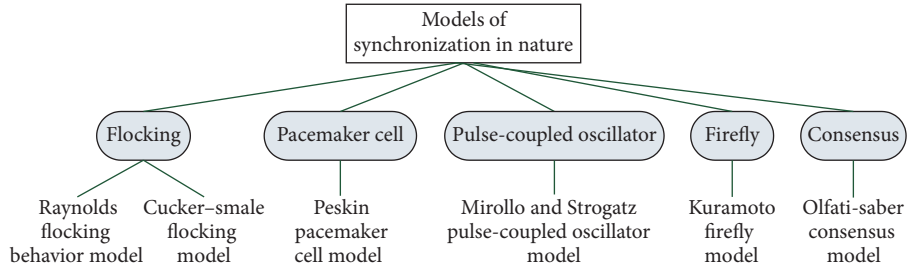 Models of
synchronization in nature
Flocking
Pacemaker cell
Pulse-coupled oscillator
Firefly
Consensus
Raynolds
flocking
behavior model
Cucker–smale
flocking
model
Peskin
pacemaker
cell model
Mirollo and Strogatz
pulse-coupled oscillator
model
Kuramoto
firefly
model
Olfati-saber
consensus
model